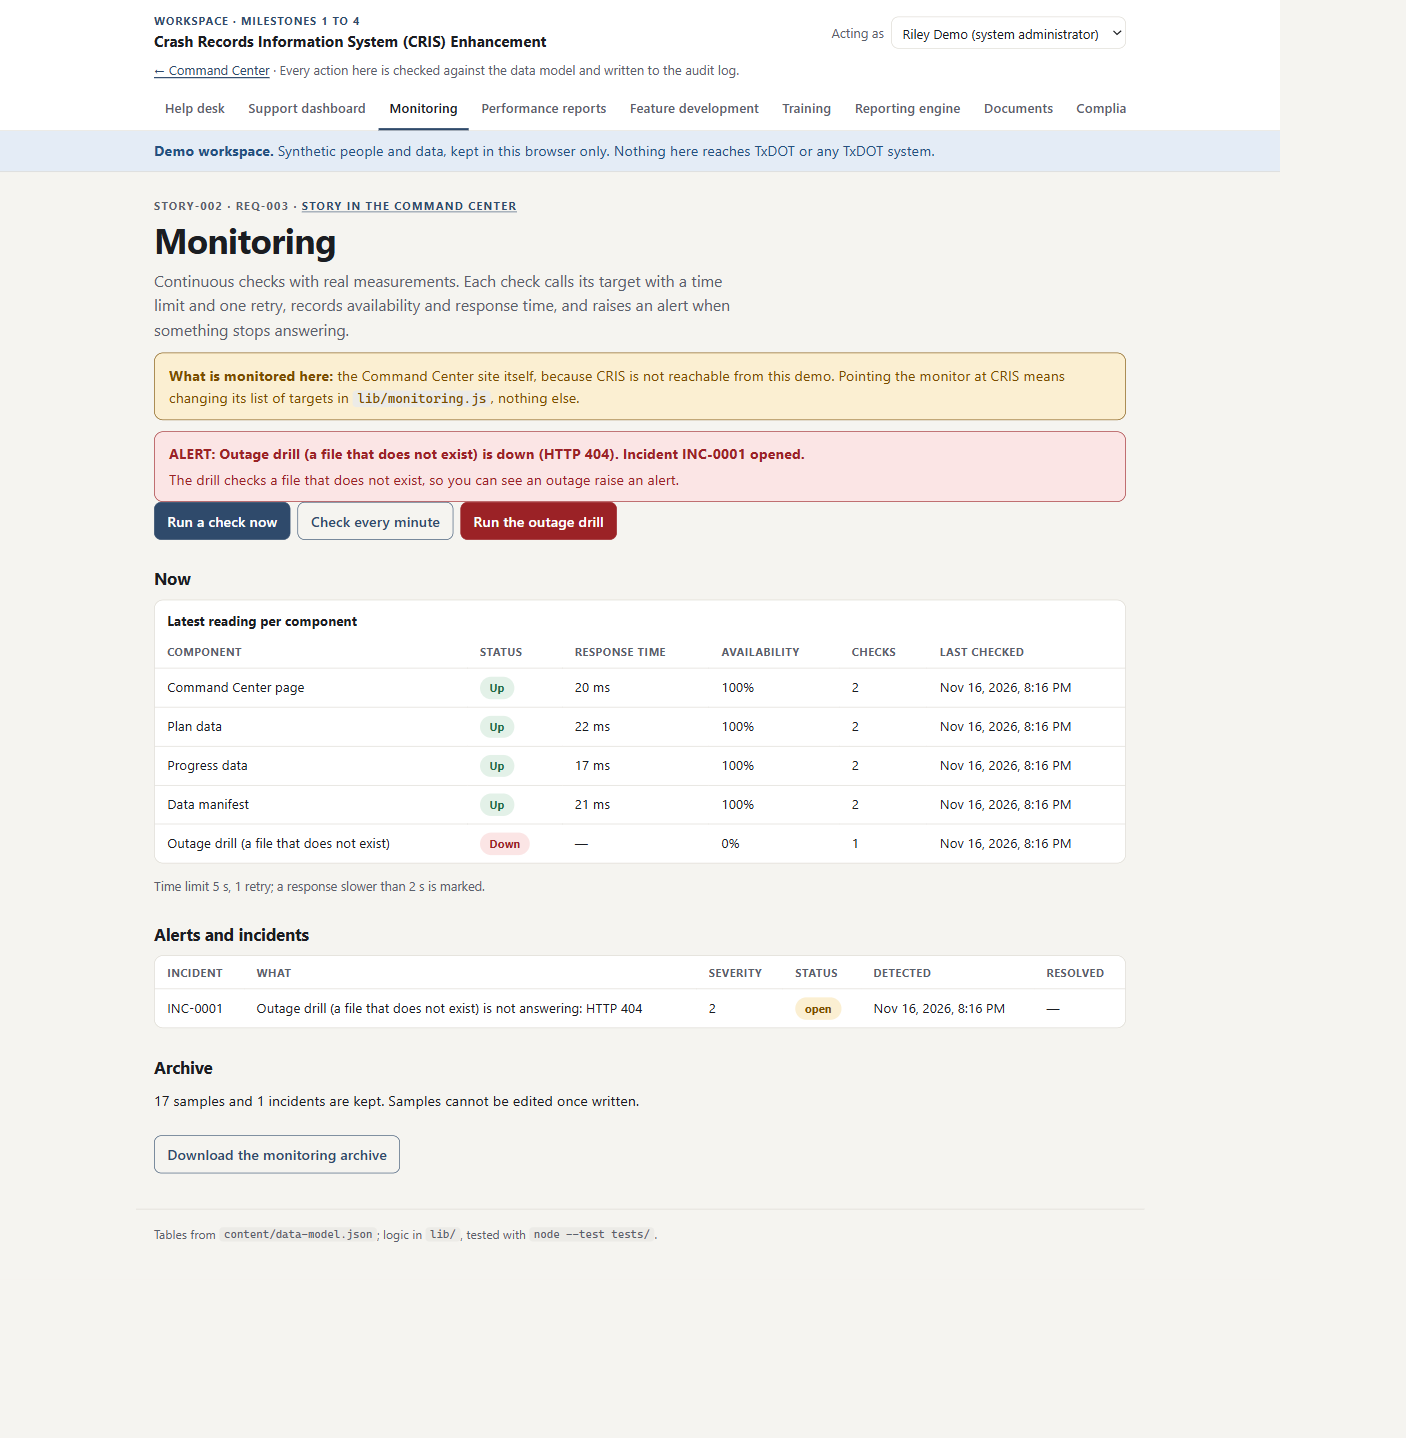 WORKSPACE · MILESTONES 1 TO 4
Crash Records Information System (CRIS) Enhancement
Acting as Riley Demo (system administrator)
← Command Center · Every action here is checked against the data model and written to the audit log.
Help desk Support dashboard Monitoring Performance reports Feature development Training Reporting engine Documents Complia
Demo workspace. Synthetic people and data, kept in this browser only. Nothing here reaches TxDOT or any TxDOT system.
STORY-002 · REQ-003 · STORY IN THE COMMAND CENTER
Monitoring
Continuous checks with real measurements. Each check calls its target with a time
limit and one retry, records availability and response time, and raises an alert when
something stops answering.
What is monitored here: the Command Center site itself, because CRIS is not reachable from this demo. Pointing the monitor at CRIS means
changing its list of targets in lib/monitoring.js, nothing else.
ALERT: Outage drill (a file that does not exist) is down (HTTP 404). Incident INC-0001 opened.
The drill checks a file that does not exist, so you can see an outage raise an alert.
Run a check now Check every minute Run the outage drill
Now
Latest reading per component
COMPONENT STATUS RESPONSE TIME AVAILABILITY CHECKS LAST CHECKED
Command Center page Up 20 ms 100% 2 Nov 16, 2026, 8:16 PM
Plan data Up 22 ms 100% 2 Nov 16, 2026, 8:16 PM
Progress data Up 17 ms 100% 2 Nov 16, 2026, 8:16 PM
Data manifest Up 21 ms 100% 2 Nov 16, 2026, 8:16 PM
Outage drill (a file that does not exist) Down — 0% 1 Nov 16, 2026, 8:16 PM
Time limit 5 s, 1 retry; a response slower than 2 s is marked.
Alerts and incidents
INCIDENT WHAT SEVERITY STATUS DETECTED RESOLVED
INC-0001 Outage drill (a file that does not exist) is not answering: HTTP 404 2 open Nov 16, 2026, 8:16 PM —
Archive
17 samples and 1 incidents are kept. Samples cannot be edited once written.
Download the monitoring archive
Tables from content/data-model.json; logic in lib/, tested with node --test tests/.